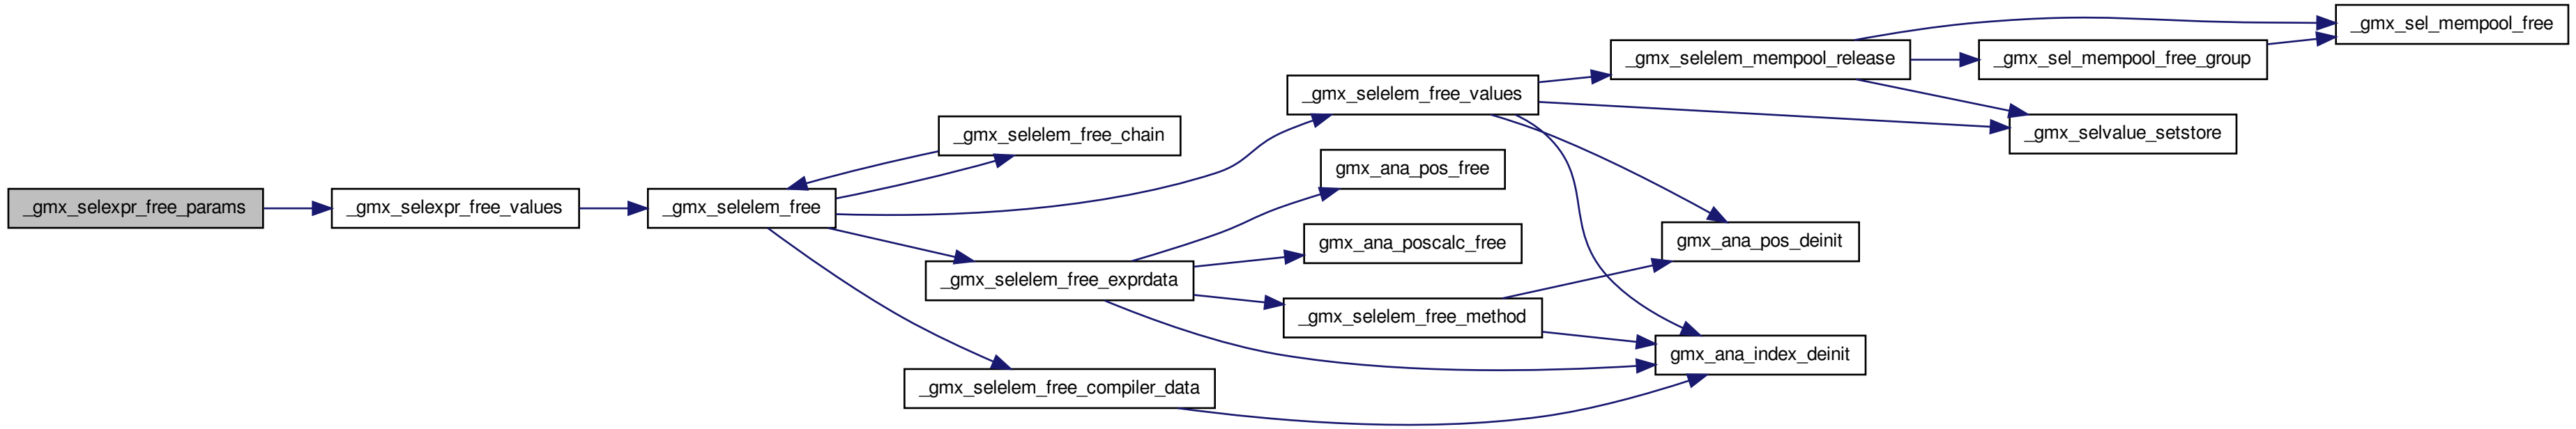 _gmx_selexpr_free_params
_gmx_selexpr_free_values
_gmx_selelem_free
_gmx_selelem_free_chain
_gmx_selelem_free_exprdata
_gmx_selelem_free_compiler_data
_gmx_selelem_free_values
gmx_ana_pos_free
gmx_ana_poscalc_free
_gmx_selelem_free_method
_gmx_selelem_mempool_release
gmx_ana_pos_deinit
gmx_ana_index_deinit
_gmx_sel_mempool_free_group
_gmx_selvalue_setstore
_gmx_sel_mempool_free